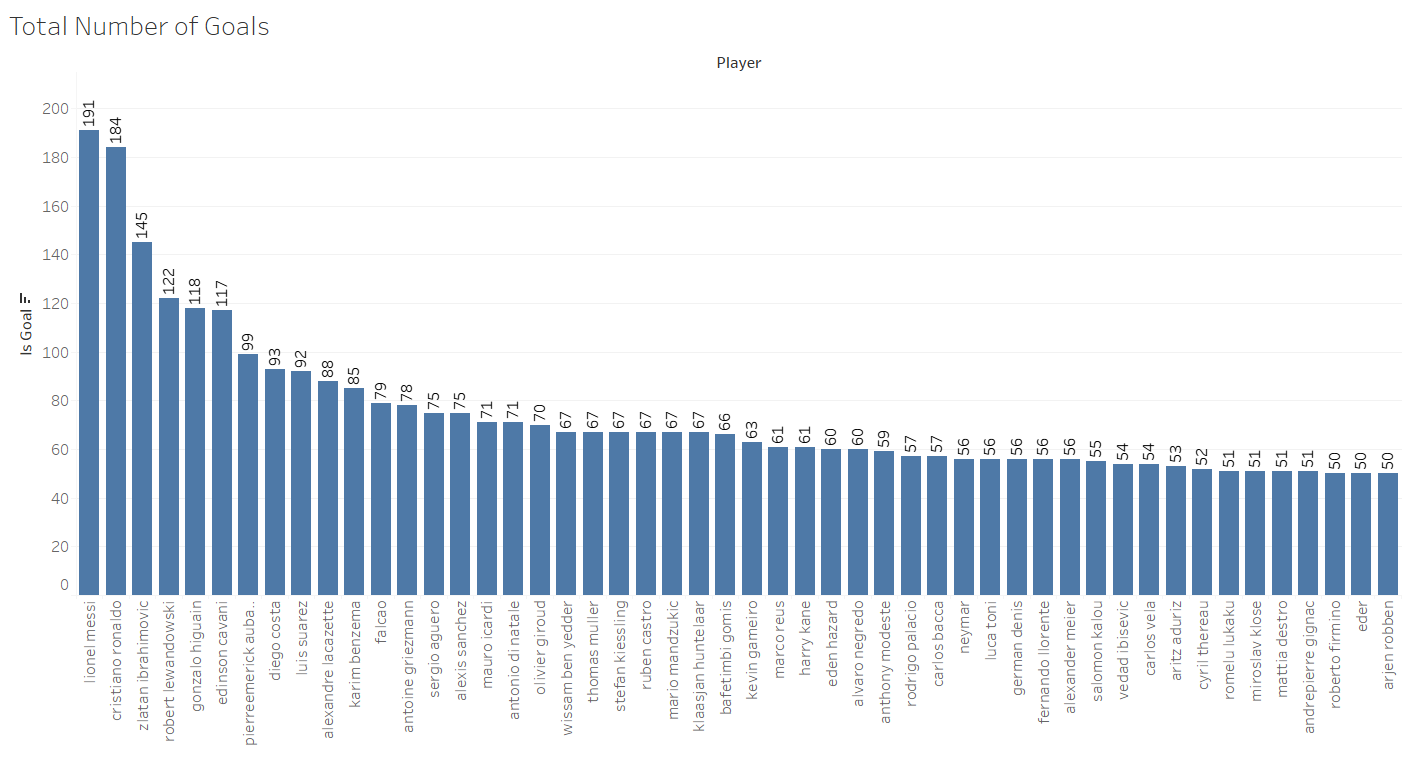 Total Number of Goals
Player
Is Goal
200
180
160
140
120
100
80
60
40
20
0
191
184
145
122
118
117
99
93
92
88
85
79
78
75
75
71
71
70
67
67
67
67
67
67
66
63
61
61
60
60
59
57
57
56
56
56
56
56
55
54
54
53
52
51
51
51
51
50
50
50
lionel messi
cristiano ronaldo
zlatan ibrahimovic
robert lewandowski
gonzalo higuain
edinson cavani
pierreemerick auba..
diego costa
luis suarez
alexandre lacazette
karim benzema
falcao
antoine griezmann
sergio aguero
alexis sanchez
mauro icardi
antonio di natale
olivier giroud
wissam ben yedder
thomas muller
stefan kiessling
ruben castro
mario mandzukic
klaasjan huntelaar
bafetimbi gomis
kevin gameiro
marco reus
harry kane
eden hazard
alvaro negredo
anthony modeste
rodrigo palacio
carlos bacca
neymar
luca toni
german denis
fernando llorente
alexander meier
salomon kalou
vedad ibisevic
carlos vela
aritz aduriz
cyril thereau
romelu lukaku
miroslav klose
mattia destro
andrepierre gignac
roberto firmino
eder
arjen robben